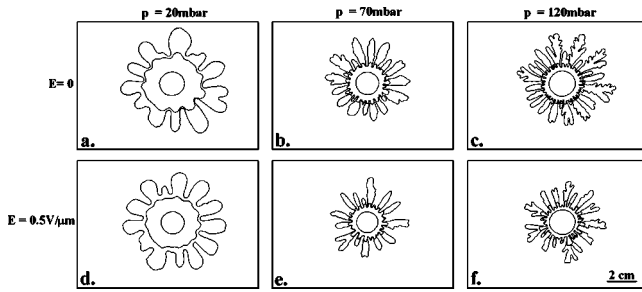 p = 20mbar p = 70mbar p = 120mbar
E= 0
a. b. c.
E = 0.5V/μm
d. e. f.
2 cm